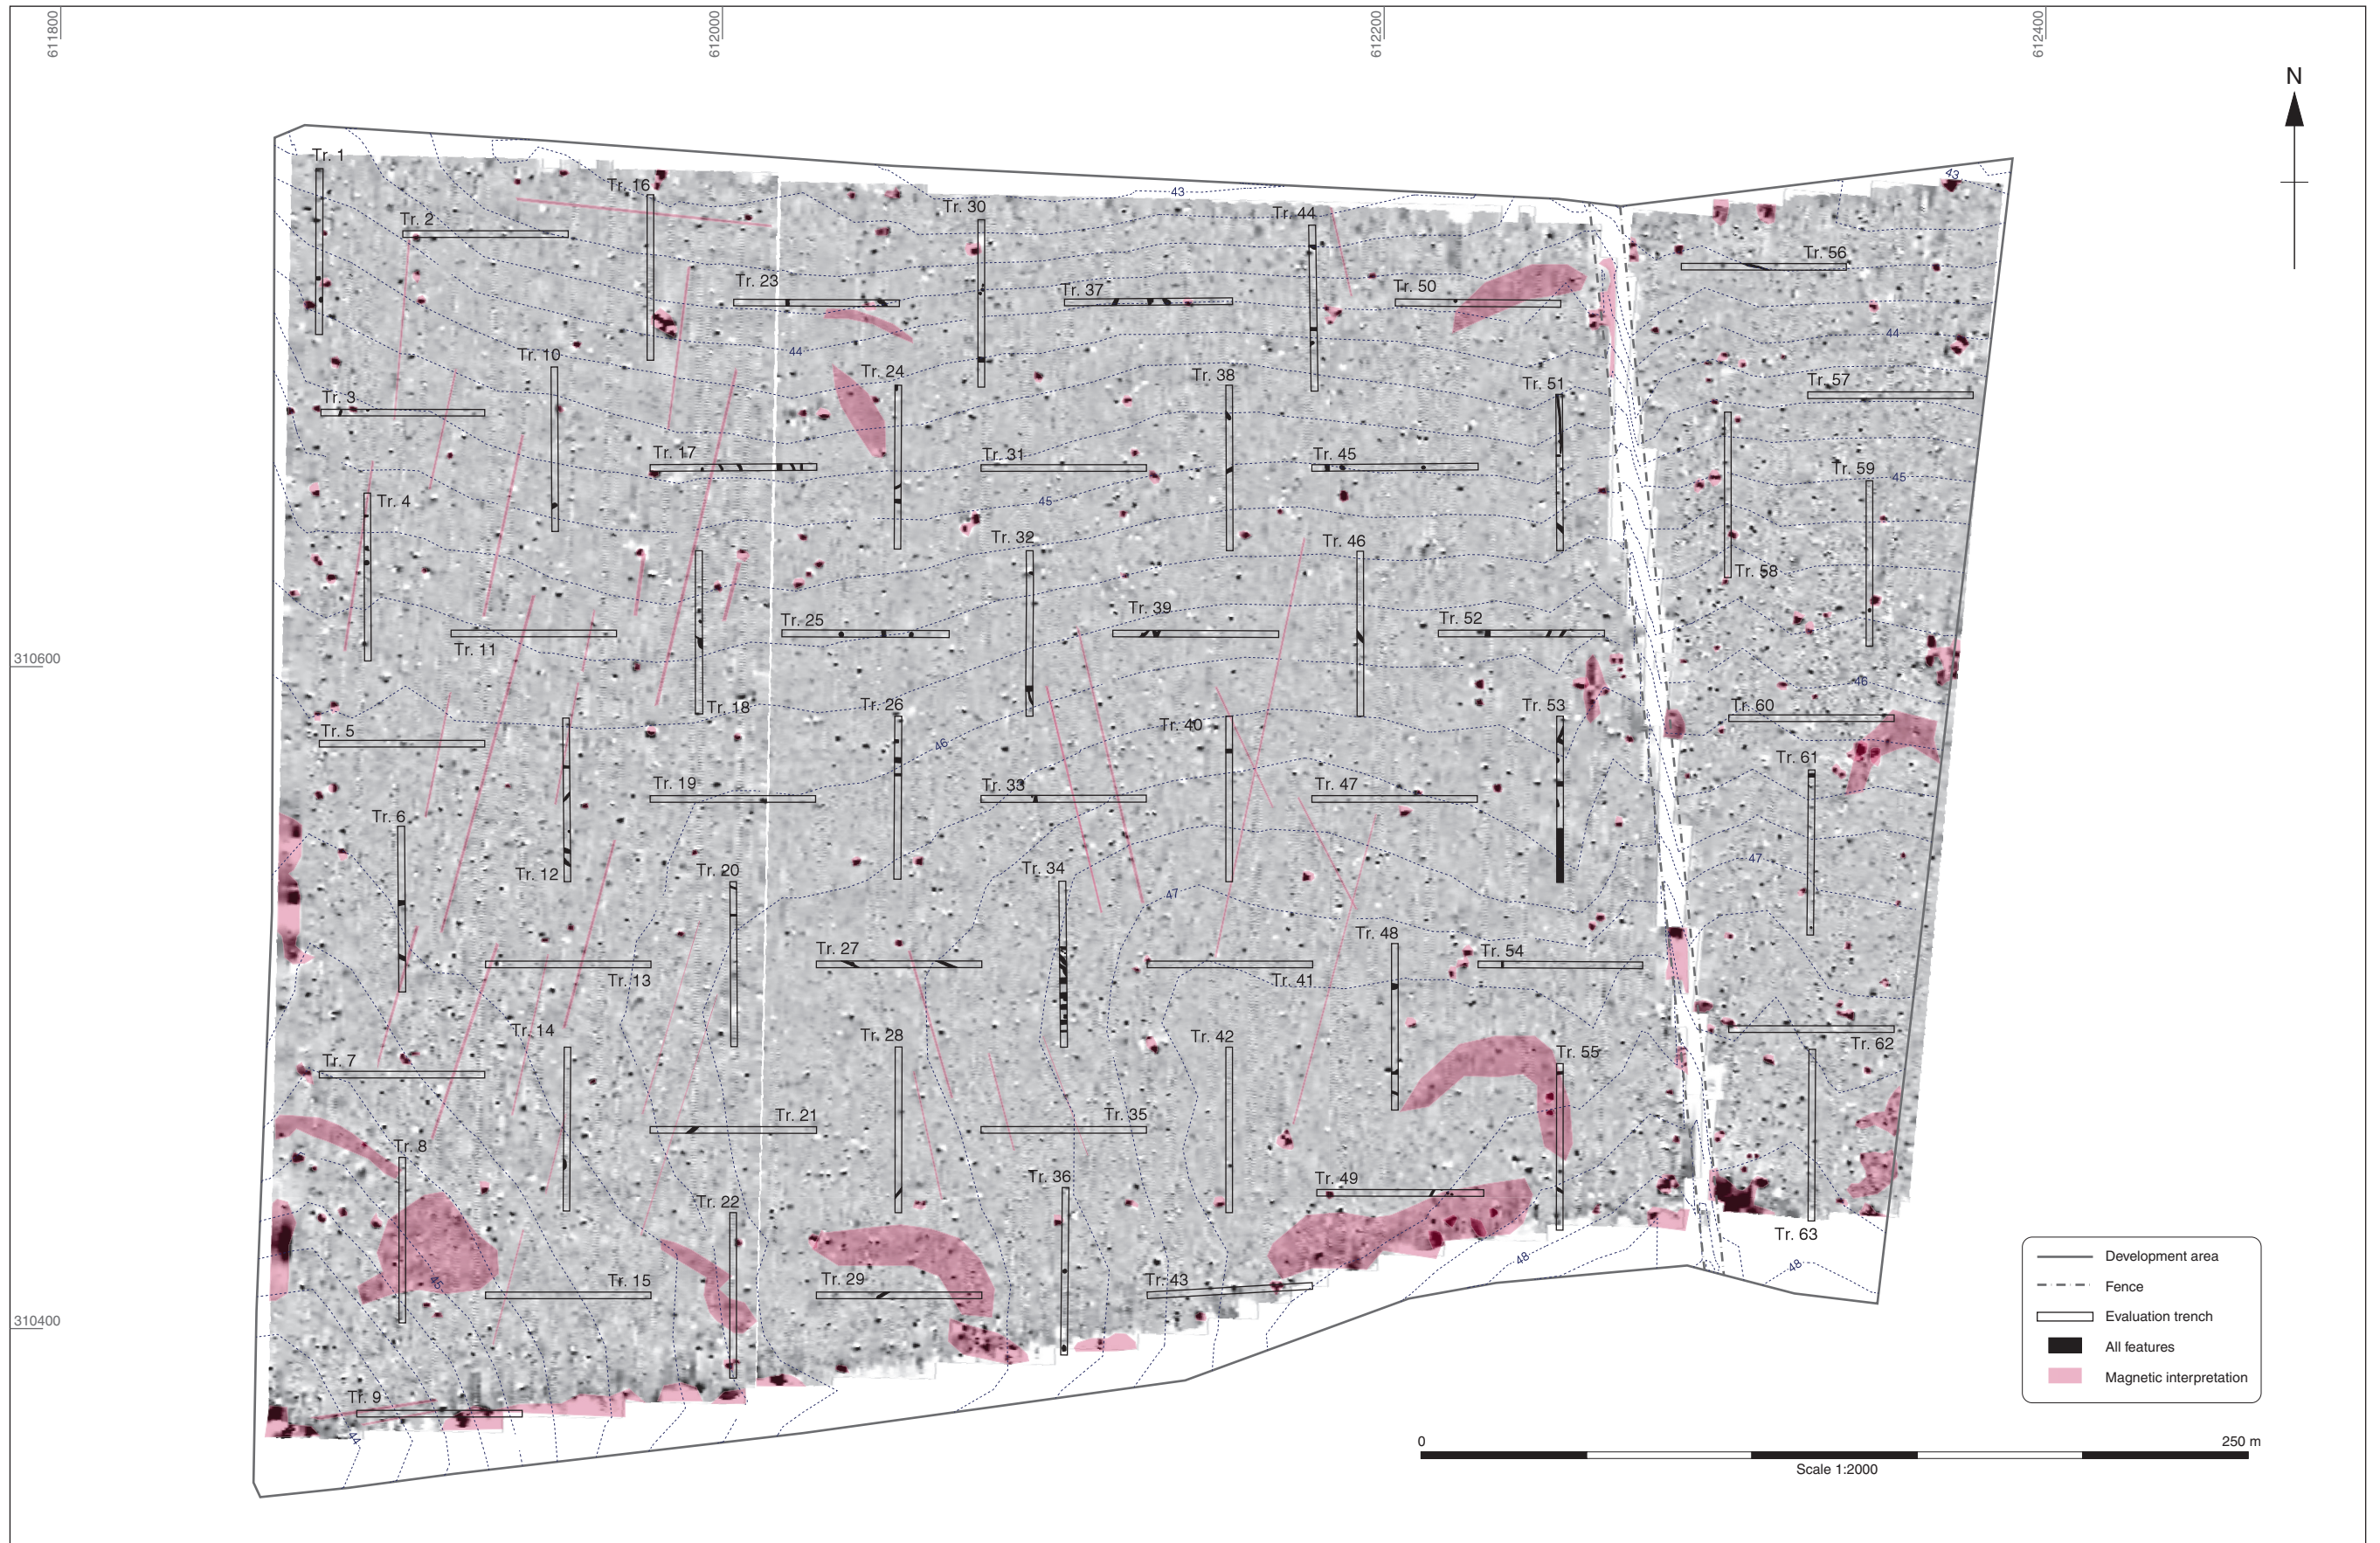 611800
612000
612200
612400
N
43
43
Tr. 1
Tr. 16
Tr. 30
Tr. 44
Tr. 2
Tr. 56
Tr. 23
Tr. 37
Tr. 50
44
44
Tr. 10
Tr. 24
Tr. 38
Tr. 51
Tr. 57
Tr. 3
Tr. 17
Tr. 31
Tr. 45
Tr. 59
45
Tr. 4
45
Tr. 32
Tr. 46
Tr. 58
Tr. 25
Tr. 39
Tr. 52
Tr. 11
310600
46
Tr. 18
Tr. 26
Tr. 53
Tr. 60
Tr. 5
Tr. 40
46
Tr. 61
Tr. 19
Tr. 33
Tr. 47
Tr. 6
47
Tr. 12
Tr. 20
Tr. 34
47
Tr. 48
Tr. 27
Tr. 54
Tr. 13
Tr. 41
Tr. 14
Tr. 28
Tr. 42
Tr. 62
Tr. 55
Tr. 7
Tr. 21
Tr. 35
Tr. 8
Tr. 36
Tr. 49
Tr. 22
Tr. 63
48
48
45
Tr. 15
Tr. 29
Tr. 43
310400
Tr. 9
44
Development area
Fence
Evaluation trench
All features
Magnetic interpretation
0
250 m
Scale 1:2000